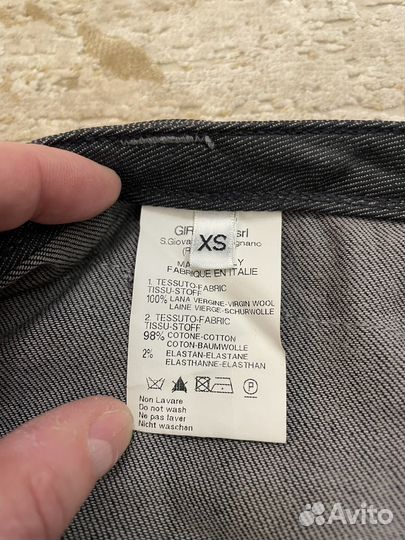 GIR srl
S.Giova gnano
(R
MA LY
FABRIQUE EN ITALIE
XS
1. TESSUTO-FABRIC
TISSU-STOFF
100% LANA VERGINE-VIRGIN WOOL
LAINE VIERGE-SCHURWOLLE
2. TESSUTO-FABRIC
TISSU-STOFF
98% COTONE-COTTON
COTON-BAUMWOLLE
2% ELASTAN-ELASTANE
ELASTHANNE-ELASTHAN
P
Non Lavare
Do not wash
Ne pas laver
Nicht waschen
Avito